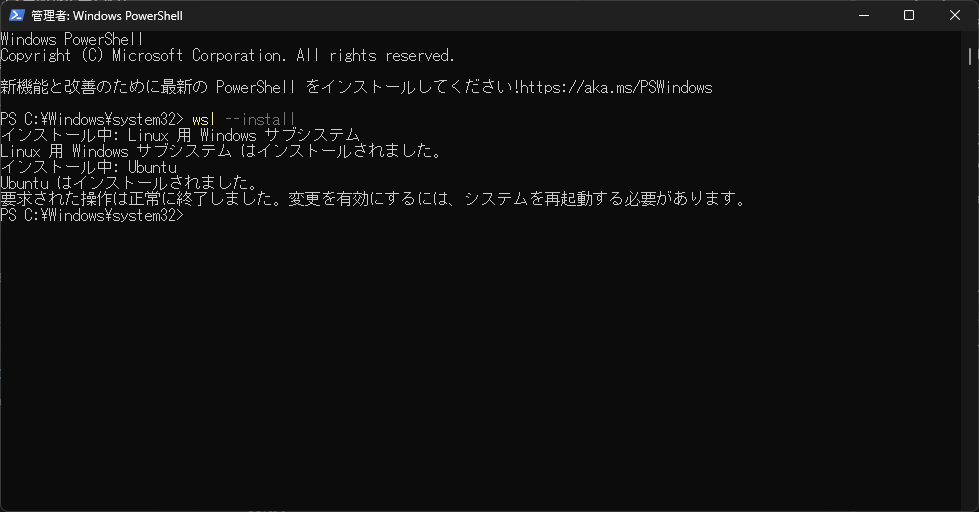 管理者: Windows PowerShell
Windows PowerShell
Copyright (C) Microsoft Corporation. All rights reserved.
新機能と改善のために最新の PowerShell をインストールしてください!https://aka.ms/PSWindows
PS C:¥Windows¥system32> wsl --install
インストール中: Linux 用 Windows サブシステム
Linux 用 Windows サブシステム はインストールされました。
インストール中: Ubuntu
Ubuntu はインストールされました。
要求された操作は正常に終了しました。変更を有効にするには、システムを再起動する必要があります。
PS C:¥Windows¥system32>